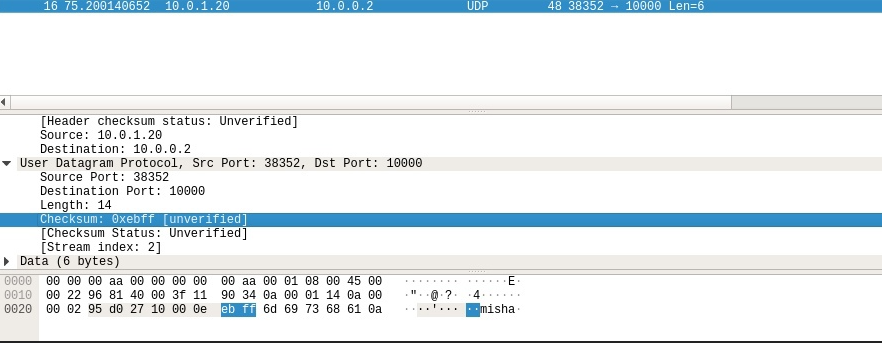 16 75.200140652 10.0.1.20 10.0.0.2 UDP 48 38352 → 10000 Len=6
[Header checksum status: Unverified]
Source: 10.0.1.20
Destination: 10.0.0.2
User Datagram Protocol, Src Port: 38352, Dst Port: 10000
Source Port: 38352
Destination Port: 10000
Length: 14
Checksum: 0xebff [unverified]
[Checksum Status: Unverified]
[Stream index: 2]
Data (6 bytes)
0000 00 00 00 aa 00 00 00 00 00 aa 00 01 08 00 45 00 ········ ······E·
0010 00 22 96 81 40 00 3f 11 90 34 0a 00 01 14 0a 00 ·"··@·?· ·4······
0020 00 02 95 d0 27 10 00 0e eb ff 6d 69 73 68 61 0a ····'··· ··misha·